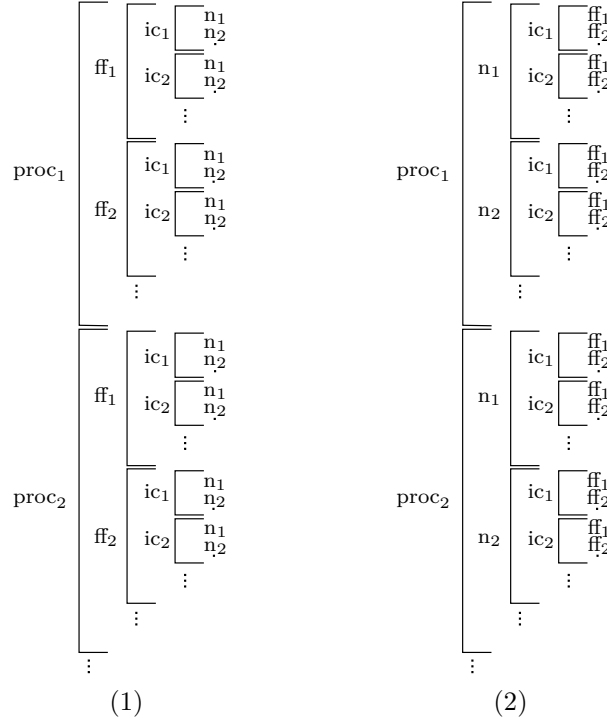 ic₁ n₁
n₂
ff₁
ic₂ n₁
n₂
⋮
proc₁
ic₁ n₁
n₂
ff₂
ic₂ n₁
n₂
⋮
⋮
ic₁ n₁
n₂
ff₁
ic₂ n₁
n₂
⋮
proc₂
ic₁ n₁
n₂
ff₂
ic₂ n₁
n₂
⋮
⋮
⋮
(1)
ic₁ ff₁
ff₂
n₁
ic₂ ff₁
ff₂
⋮
proc₁
ic₁ ff₁
ff₂
n₂
ic₂ ff₁
ff₂
⋮
⋮
ic₁ ff₁
ff₂
n₁
ic₂ ff₁
ff₂
⋮
proc₂
ic₁ ff₁
ff₂
n₂
ic₂ ff₁
ff₂
⋮
⋮
⋮
(2)